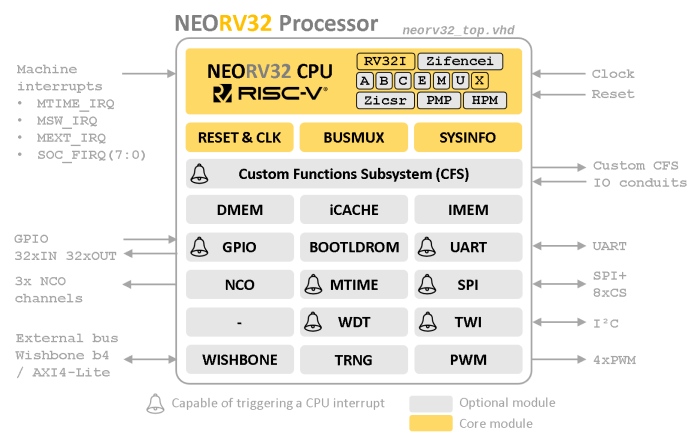 NEORV32 Processor
neorv32_top.vhd
Machine
interrupts
• MTIME_IRQ
• MSW_IRQ
• MEXT_IRQ
• SOC_FIRQ(7:0)
NEORV32 CPU
RISC-V®
RV32I Zifencei
A B C E M U X
Zicsr PMP HPM
Clock
Reset
RESET & CLK BUSMUX SYSINFO
Custom Functions Subsystem (CFS)
Custom CFS
IO conduits
DMEM iCACHE IMEM
GPIO
32xIN 32xOUT
GPIO BOOTLDROM UART
UART
3x NCO
channels
NCO MTIME SPI
SPI+
8xCS
- WDT TWI
I²C
External bus
Wishbone b4
/ AXI4-Lite
WISHBONE TRNG PWM
4xPWM
Capable of triggering a CPU interrupt
Optional module
Core module